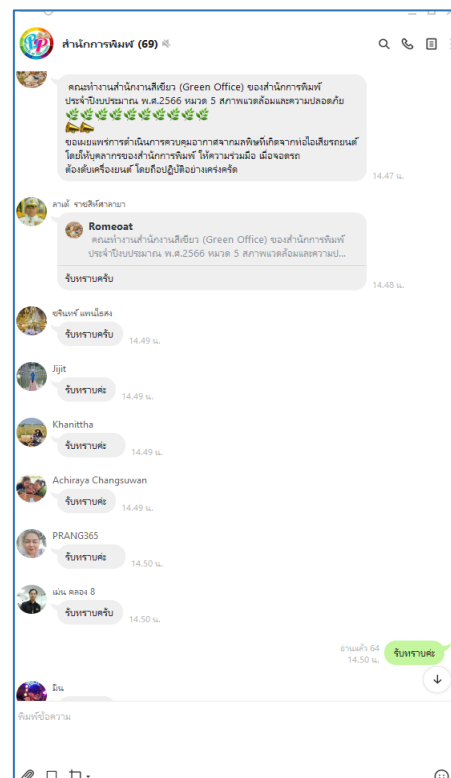 สำนักการพิมพ์ (69)
คณะทำงานสำนักงานสีเขียว (Green Office) ของสำนักการพิมพ์
ประจำปีงบประมาณ พ.ศ.2566 หมวด 5 สภาพแวดล้อมและความปลอดภัย
ขอเผยแพร่การดำเนินการควบคุมอากาศจากมลพิษที่เกิดจากท่อไอเสียรถยนต์
โดยให้บุคลากรของสำนักการพิมพ์ ให้ความร่วมมือ เมื่อจอดรถ
ต้องดับเครื่องยนต์ โดยถือปฏิบัติอย่างเคร่งครัด
14.47 น.
Romeoat
คณะทำงานสำนักงานสีเขียว (Green Office) ของสำนักการพิมพ์
ประจำปีงบประมาณ พ.ศ.2566 หมวด 5 สภาพแวดล้อมและความป...
รับทราบครับ
14.48 น.
รับทราบครับ
14.49 น.
Jijit
รับทราบค่ะ
14.49 น.
Khanittha
รับทราบค่ะ
14.49 น.
Achiraya Changsuwan
รับทราบค่ะ
14.49 น.
PRANG365
รับทราบค่ะ
14.50 น.
แม่น คลอง 8
รับทราบครับ
14.50 น.
อ่านแล้ว 64
14.50 น.
รับทราบค่ะ
มีน
พิมพ์ข้อความ